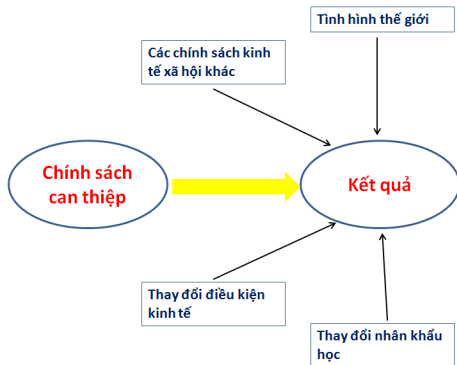 Tình hình thế giới
Các chính sách kinh
tế xã hội khác
Chính sách
can thiệp
Kết quả
Thay đổi điều kiện
kinh tế
Thay đổi nhân khẩu
học